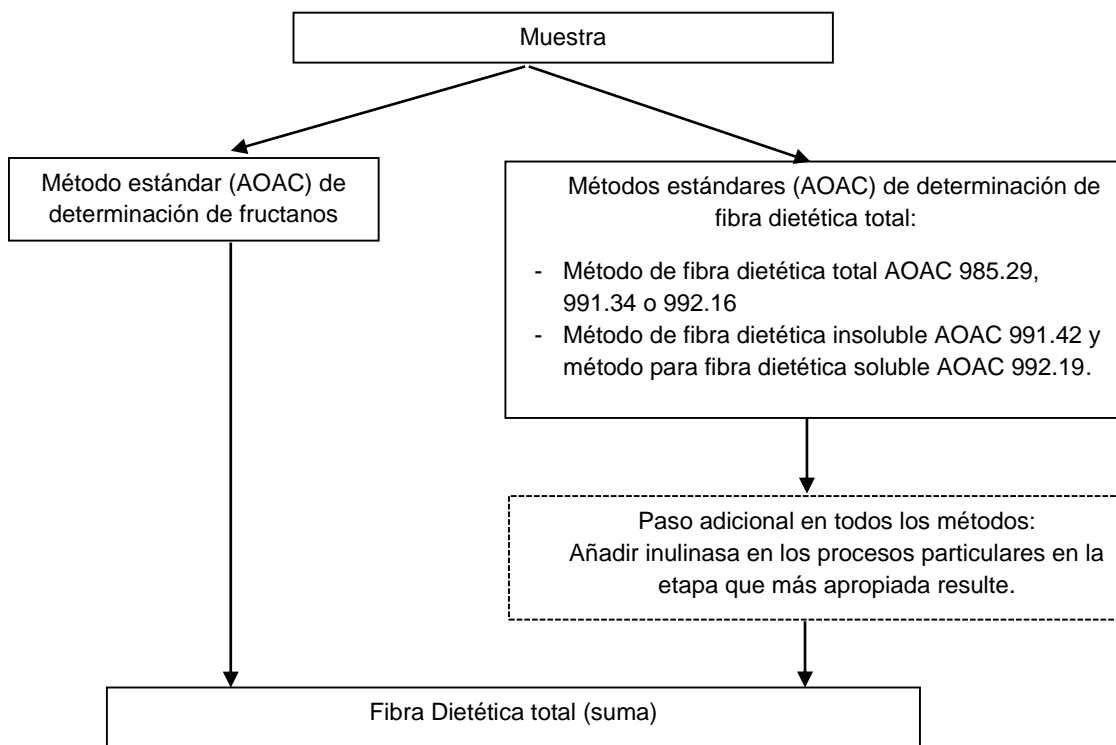 Muestra
Método estándar (AOAC) de
determinación de fructanos
Métodos estándares (AOAC) de determinación de
fibra dietética total:
- Método de fibra dietética total AOAC 985.29,
991.34 o 992.16
- Método de fibra dietética insoluble AOAC 991.42 y
método para fibra dietética soluble AOAC 992.19.
Paso adicional en todos los métodos:
Añadir inulinasa en los procesos particulares en la
etapa que más apropiada resulte.
Fibra Dietética total (suma)